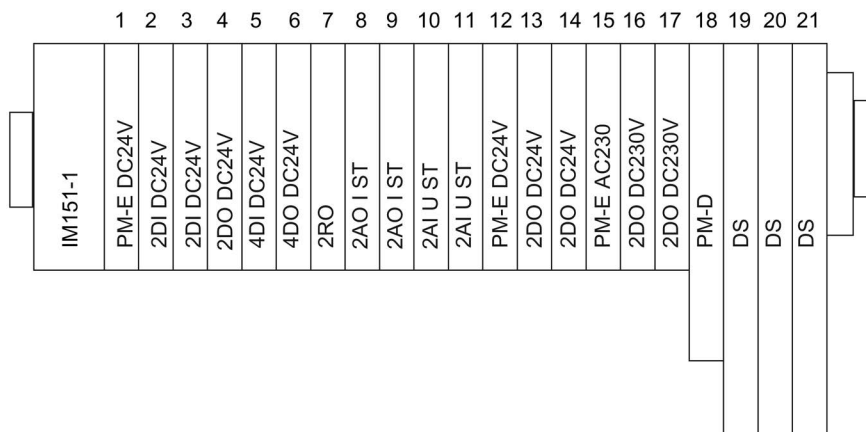 1 2 3 4 5 6 7 8 9 10 11 12 13 14 15 16 17 18 19 20 21
IM151-1
PM-E DC24V
2DI DC24V
2DI DC24V
2DO DC24V
4DI DC24V
4DO DC24V
2RO
2AO I ST
2AO I ST
2AI U ST
2AI U ST
PM-E DC24V
2DO DC24V
2DO DC24V
PM-E AC230
2DO DC230V
2DO DC230V
PM-D
DS
DS
DS